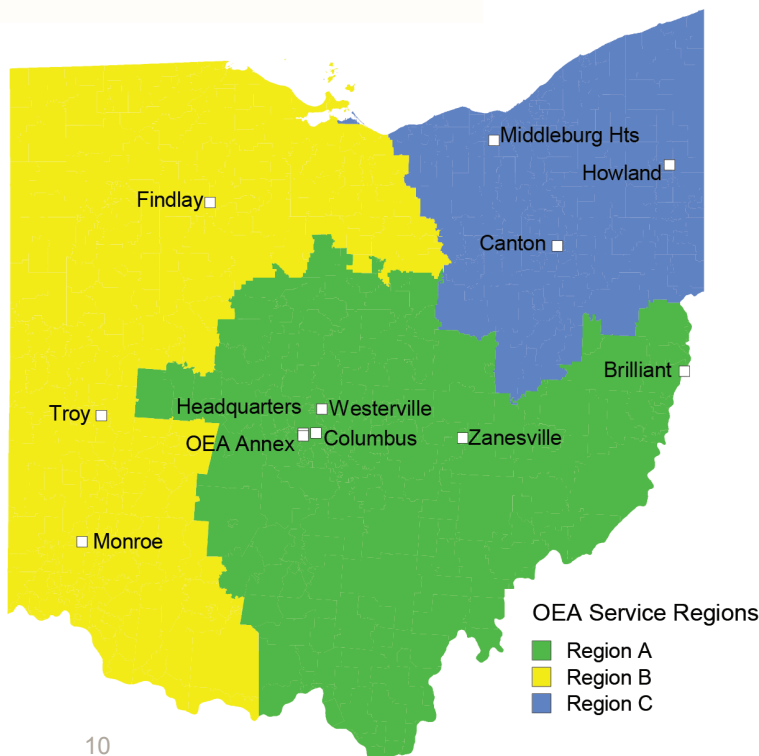 Middleburg Hts
Howland
Findlay
Canton
Brilliant
Troy
Headquarters
Westerville
OEA Annex
Columbus
Zanesville
Monroe
OEA Service Regions
Region A
Region B
Region C
10